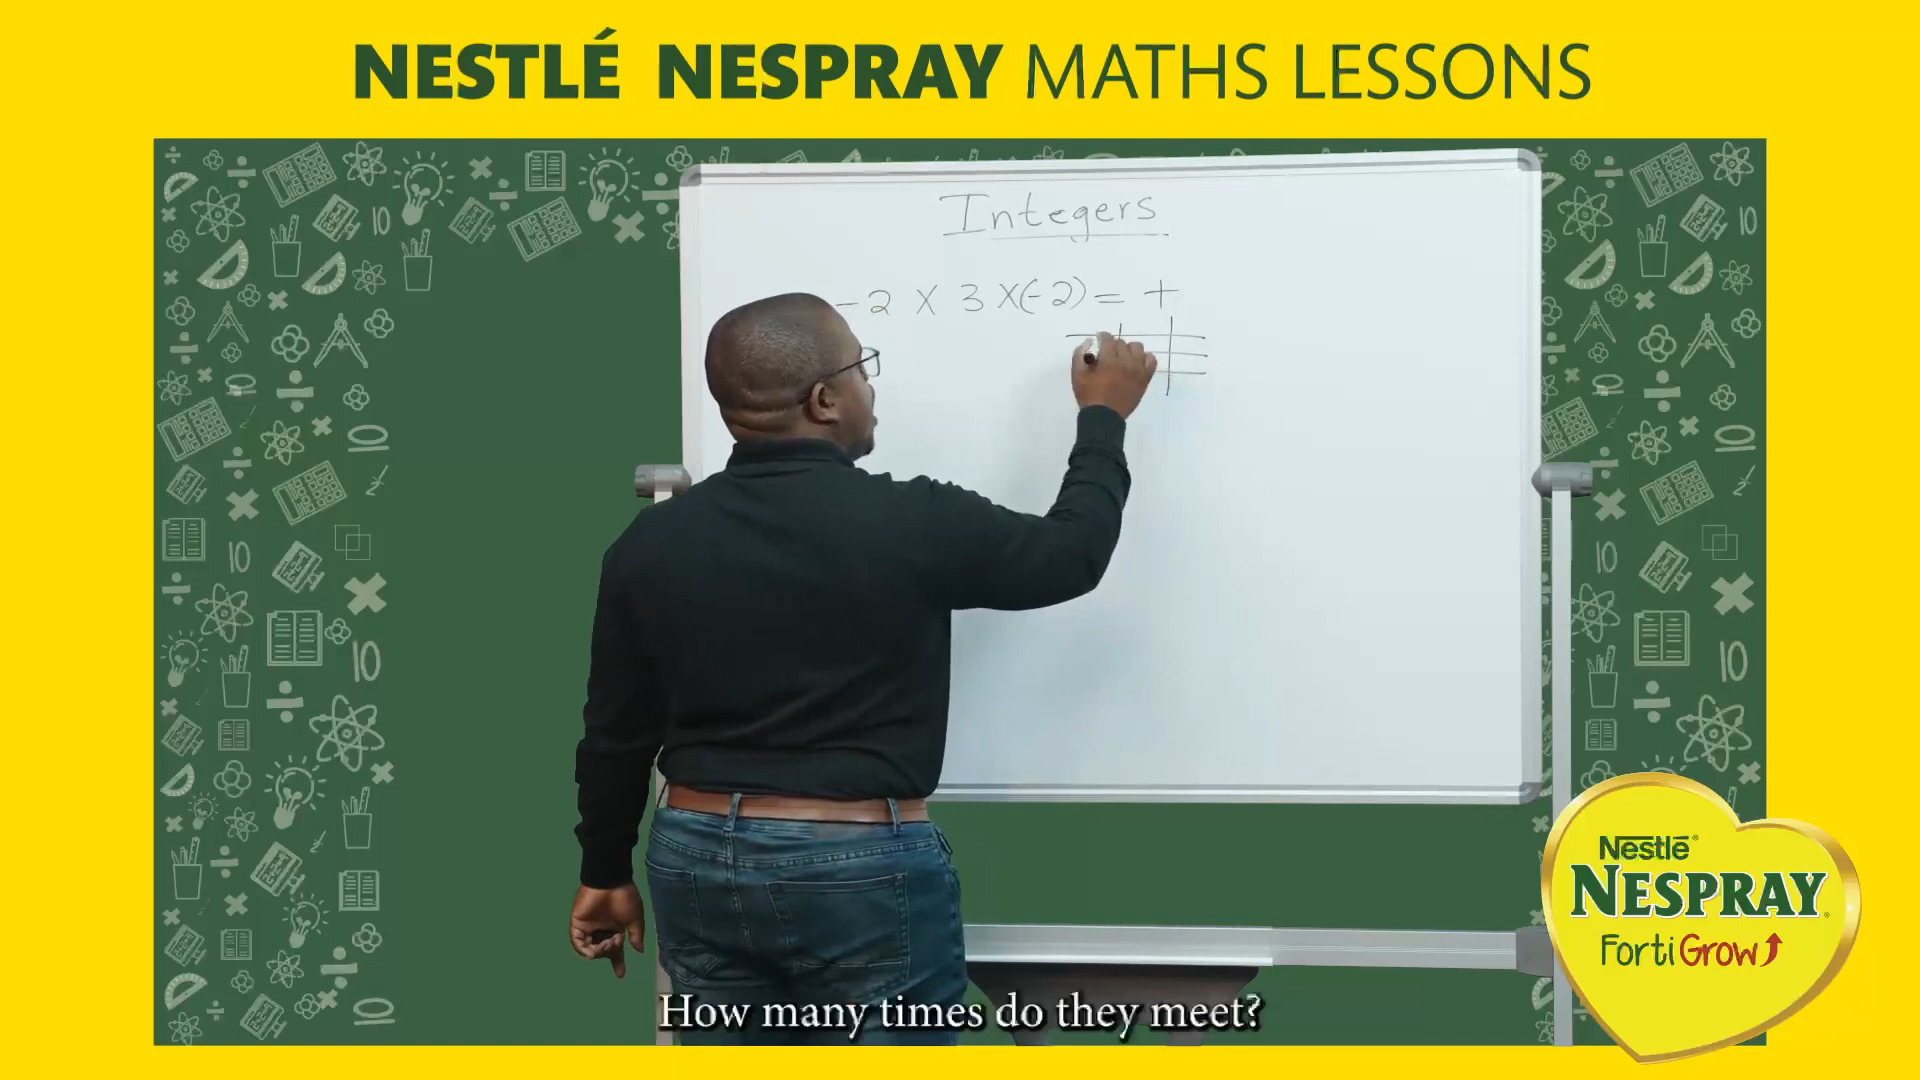 NESTLÉ NESPRAY MATHS LESSONS
Integers
-2 X 3 X(-2) = +
How many times do they meet?
Nestlé®
NESPRAY®
FortiGrow